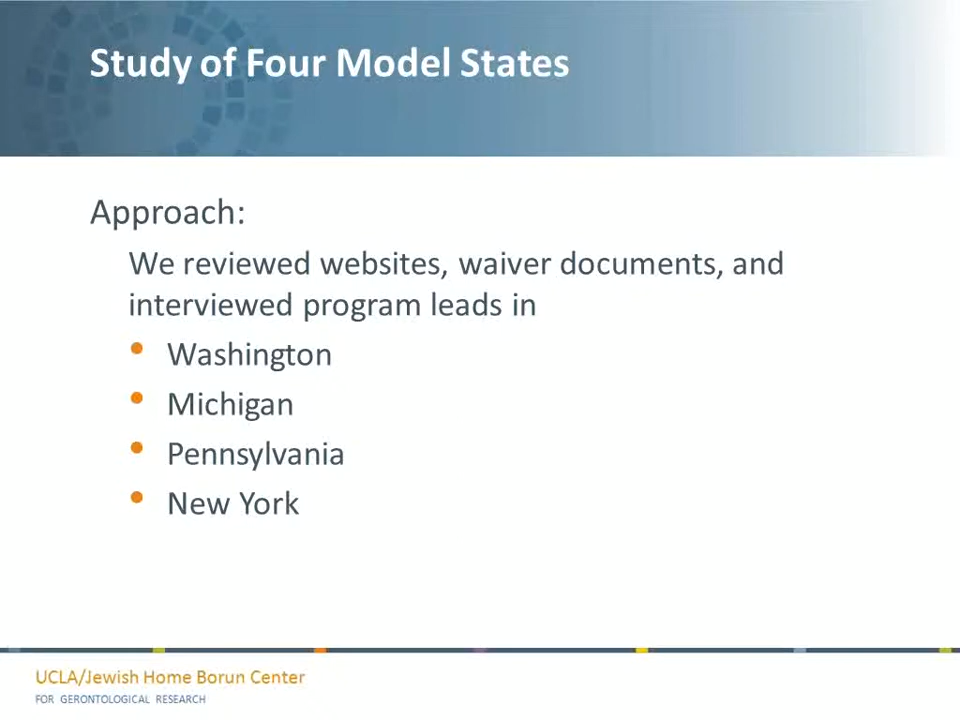 Study of Four Model States
Approach:
We reviewed websites, waiver documents, and
interviewed program leads in
• Washington
• Michigan
• Pennsylvania
• New York
UCLA/Jewish Home Borun Center
FOR GERONTOLOGICAL RESEARCH